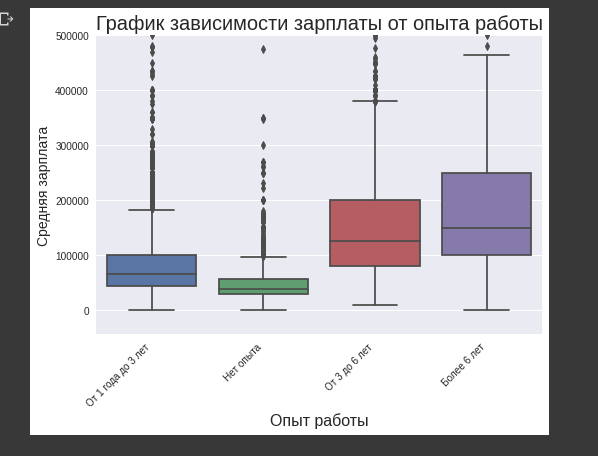 График зависимости зарплаты от опыта работы
500000
400000
300000
200000
100000
0
Средняя зарплата
От 1 года до 3 лет
Нет опыта
От 3 до 6 лет
Более 6 лет
Опыт работы